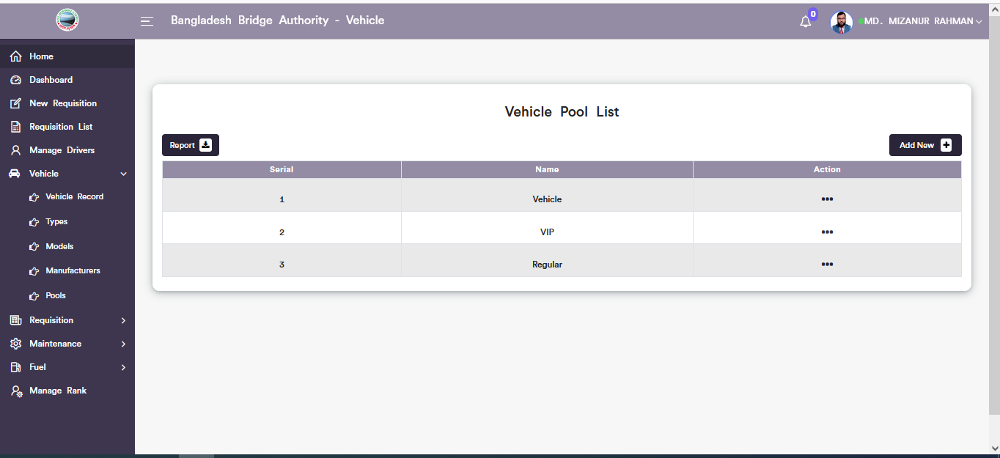 Bangladesh Bridge Authority - Vehicle
0
MD. MIZANUR RAHMAN
Home
Dashboard
New Requisition
Requisition List
Manage Drivers
Vehicle
Vehicle Record
Types
Models
Manufacturers
Pools
Requisition
Maintenance
Fuel
Manage Rank
Vehicle Pool List
Report
Add New
Serial Name Action
1 Vehicle •••
2 VIP •••
3 Regular •••